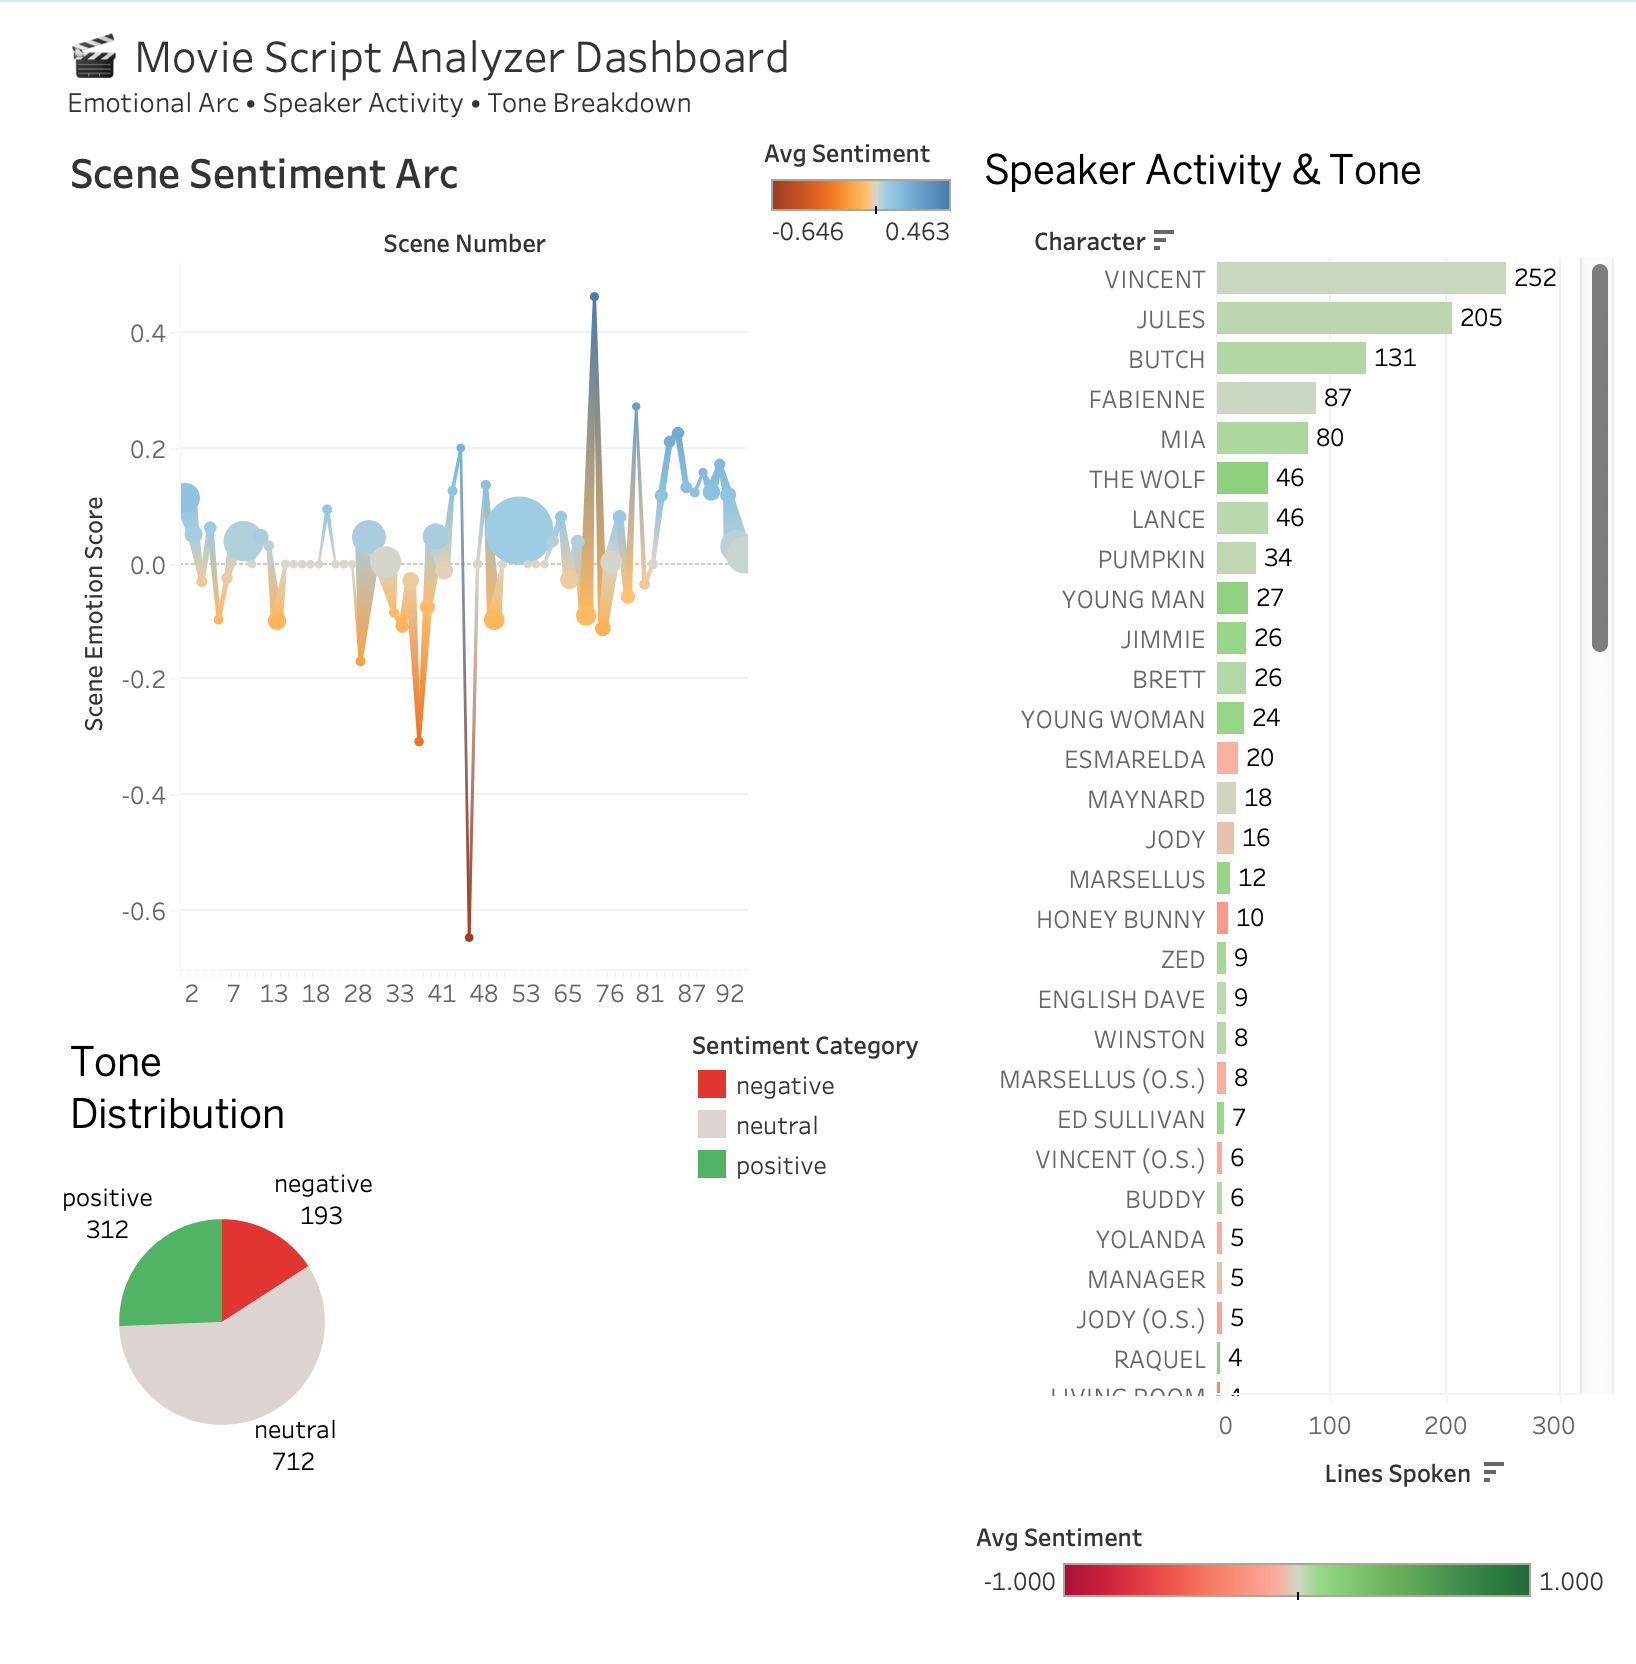 Movie Script Analyzer Dashboard
Emotional Arc • Speaker Activity • Tone Breakdown
Scene Sentiment Arc
Avg Sentiment
-0.646 0.463
Scene Number
Scene Emotion Score
0.4
0.2
0.0
-0.2
-0.4
-0.6
2 7 13 18 28 33 41 48 53 65 76 81 87 92
Speaker Activity & Tone
Character
VINCENT 252
JULES 205
BUTCH 131
FABIENNE 87
MIA 80
THE WOLF 46
LANCE 46
PUMPKIN 34
YOUNG MAN 27
JIMMIE 26
BRETT 26
YOUNG WOMAN 24
ESMARELDA 20
MAYNARD 18
JODY 16
MARSELLUS 12
HONEY BUNNY 10
ZED 9
ENGLISH DAVE 9
WINSTON 8
MARSELLUS (O.S.) 8
ED SULLIVAN 7
VINCENT (O.S.) 6
BUDDY 6
YOLANDA 5
MANAGER 5
JODY (O.S.) 5
RAQUEL 4
LIVING ROOM 4
0 100 200 300
Lines Spoken
Avg Sentiment
-1.000 1.000
Tone
Distribution
Sentiment Category
negative
neutral
positive
positive
312
negative
193
neutral
712